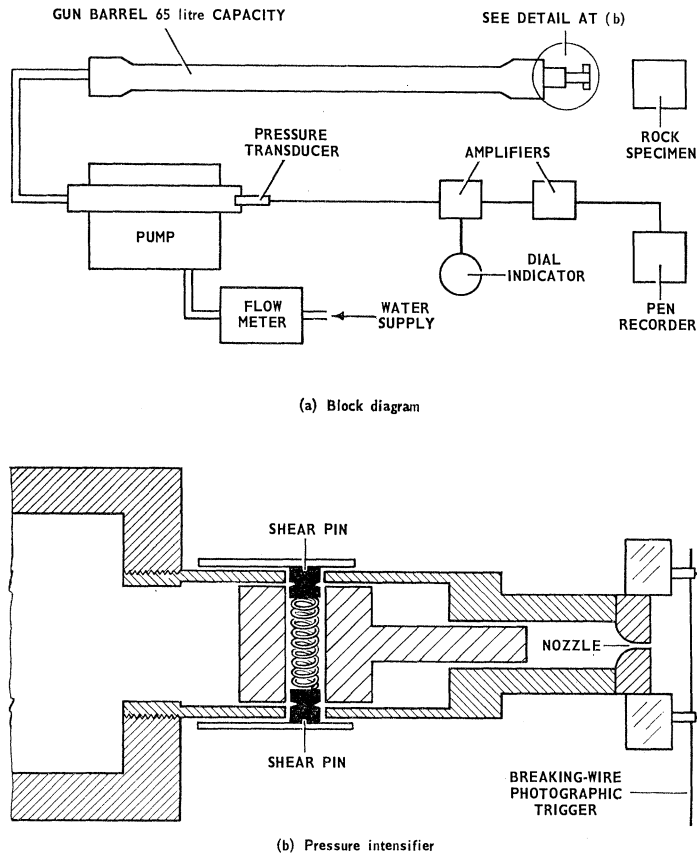 GUN BARREL 65 litre CAPACITY
SEE DETAIL AT (b)
ROCK
SPECIMEN
PRESSURE
TRANSDUCER
AMPLIFIERS
PUMP
DIAL
INDICATOR
FLOW
METER
WATER
SUPPLY
PEN
RECORDER
(a) Block diagram
SHEAR PIN
NOZZLE
SHEAR PIN
BREAKING-WIRE
PHOTOGRAPHIC
TRIGGER
(b) Pressure intensifier